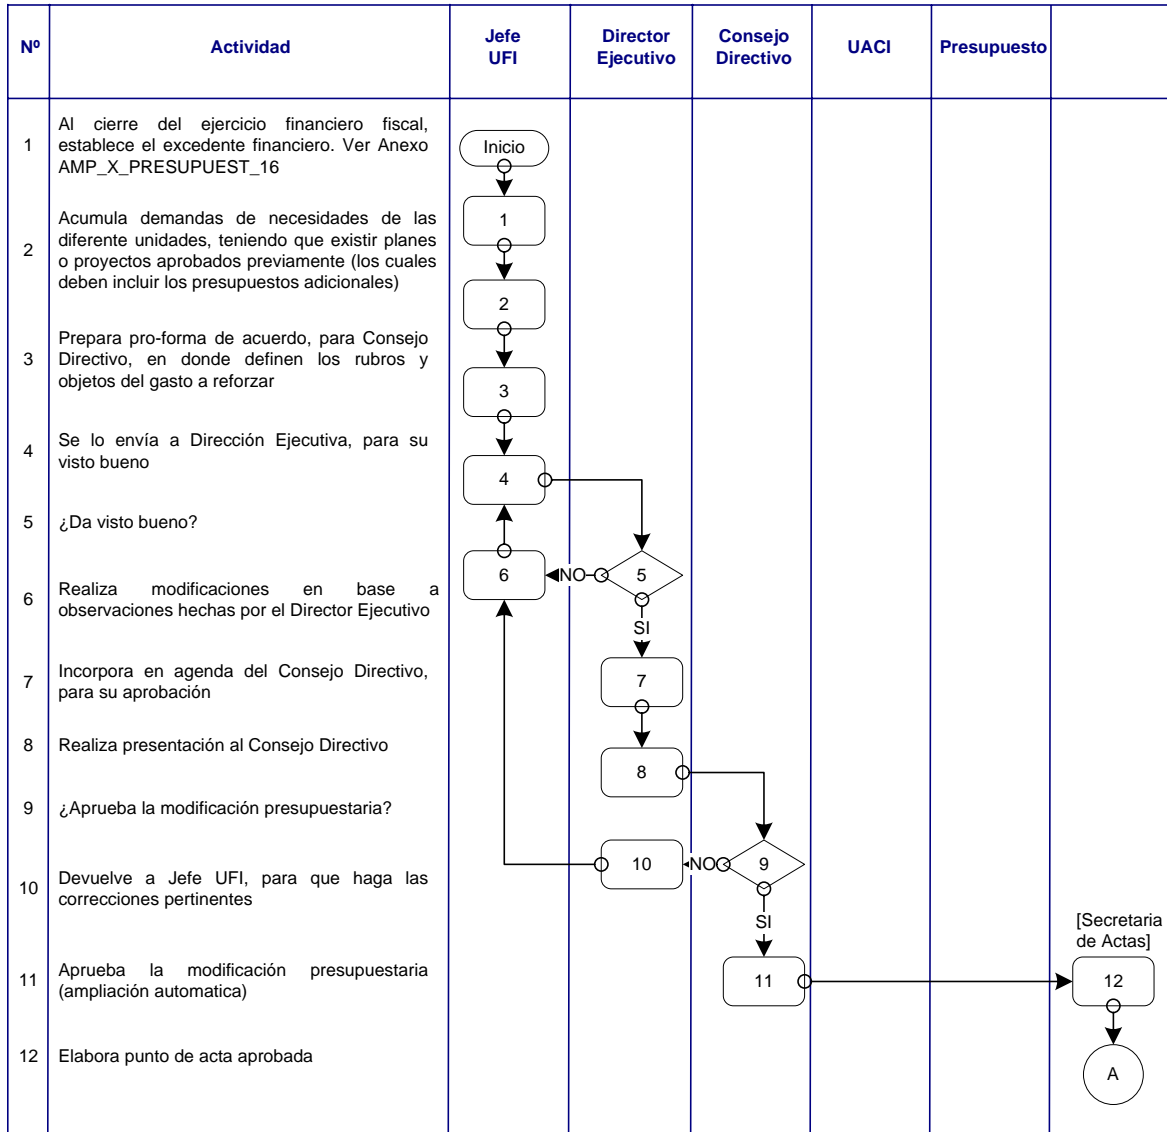 Nº
Actividad
Jefe
UFI
Director
Ejecutivo
Consejo
Directivo
UACI
Presupuesto
1
Al cierre del ejercicio financiero fiscal,
establece el excedente financiero. Ver Anexo
AMP_X_PRESUPUEST_16
2
Acumula demandas de necesidades de las
diferente unidades, teniendo que existir planes
o proyectos aprobados previamente (los cuales
deben incluir los presupuestos adicionales)
3
Prepara pro-forma de acuerdo, para Consejo
Directivo, en donde definen los rubros y
objetos del gasto a reforzar
4
Se lo envía a Dirección Ejecutiva, para su
visto bueno
5
¿Da visto bueno?
6
Realiza modificaciones en base a
observaciones hechas por el Director Ejecutivo
7
Incorpora en agenda del Consejo Directivo,
para su aprobación
8
Realiza presentación al Consejo Directivo
9
¿Aprueba la modificación presupuestaria?
10
Devuelve a Jefe UFI, para que haga las
correcciones pertinentes
11
Aprueba la modificación presupuestaria
(ampliación automatica)
12
Elabora punto de acta aprobada
Inicio
1
2
3
4
6
NO
5
SI
7
8
10
NO
9
SI
11
[Secretaria
de Actas]
12
A